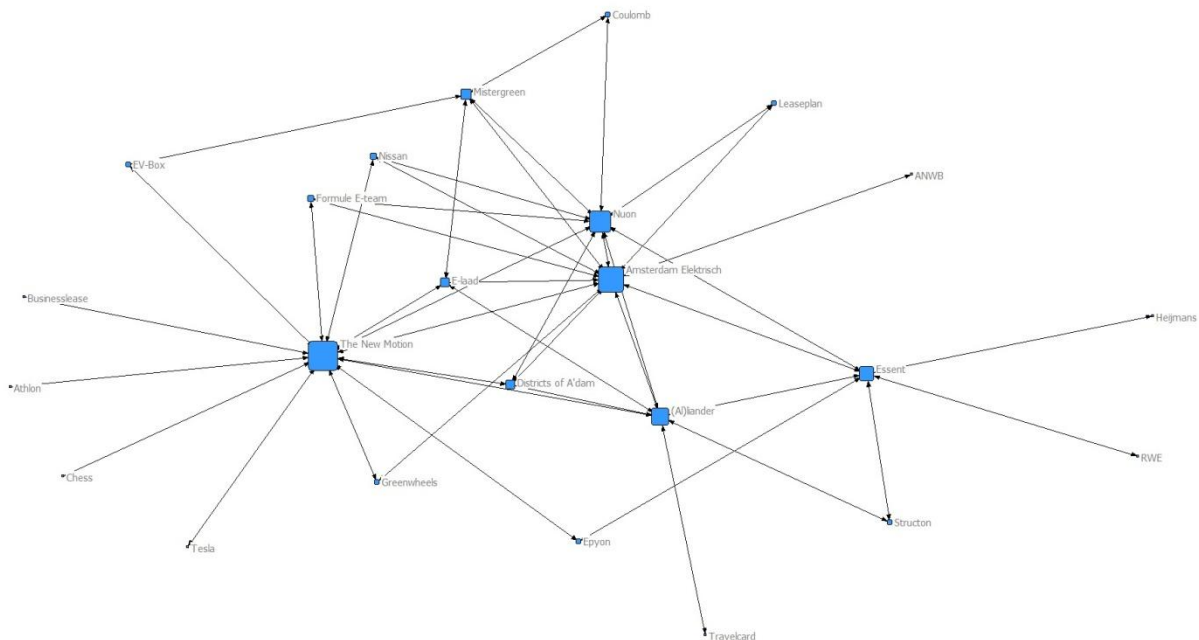 Coulomb
Mistergreen
Leaseplan
Nissan
EV-Box
ANWB
Formule E-team
Nuon
Amsterdam Elektrisch
E-laad
Businesslease
Heijmans
The New Motion
Essent
Athlon
Districts of A'dam
(Al)liander
RWE
Chess
Greenwheels
Structon
Epyon
Tesla
Travelcard